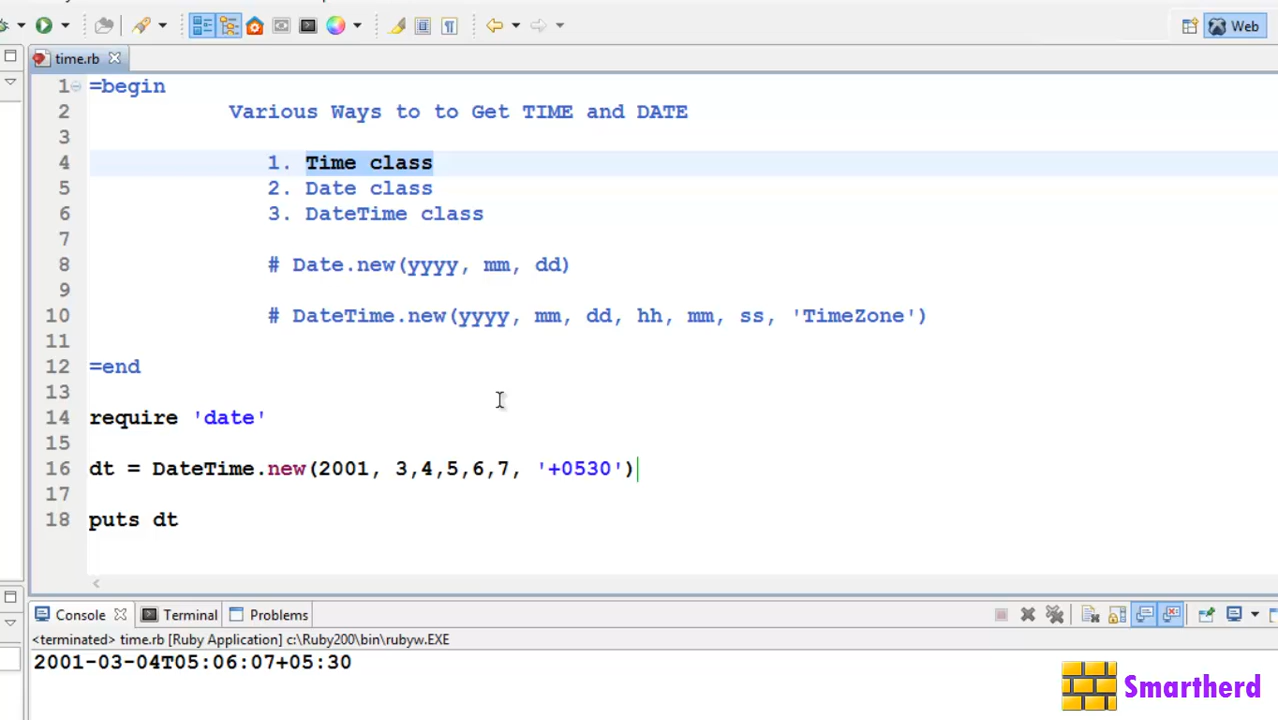 Web
time.rb
1 =begin
2 Various Ways to to Get TIME and DATE
3
4 1. Time class
5 2. Date class
6 3. DateTime class
7
8 # Date.new(yyyy, mm, dd)
9
10 # DateTime.new(yyyy, mm, dd, hh, mm, ss, 'TimeZone')
11
12 =end
13
14 require 'date'
15
16 dt = DateTime.new(2001, 3,4,5,6,7, '+0530')
17
18 puts dt
Console Terminal Problems
<terminated> time.rb [Ruby Application] c:\Ruby200\bin\rubyw.EXE
2001-03-04T05:06:07+05:30
Smartherd